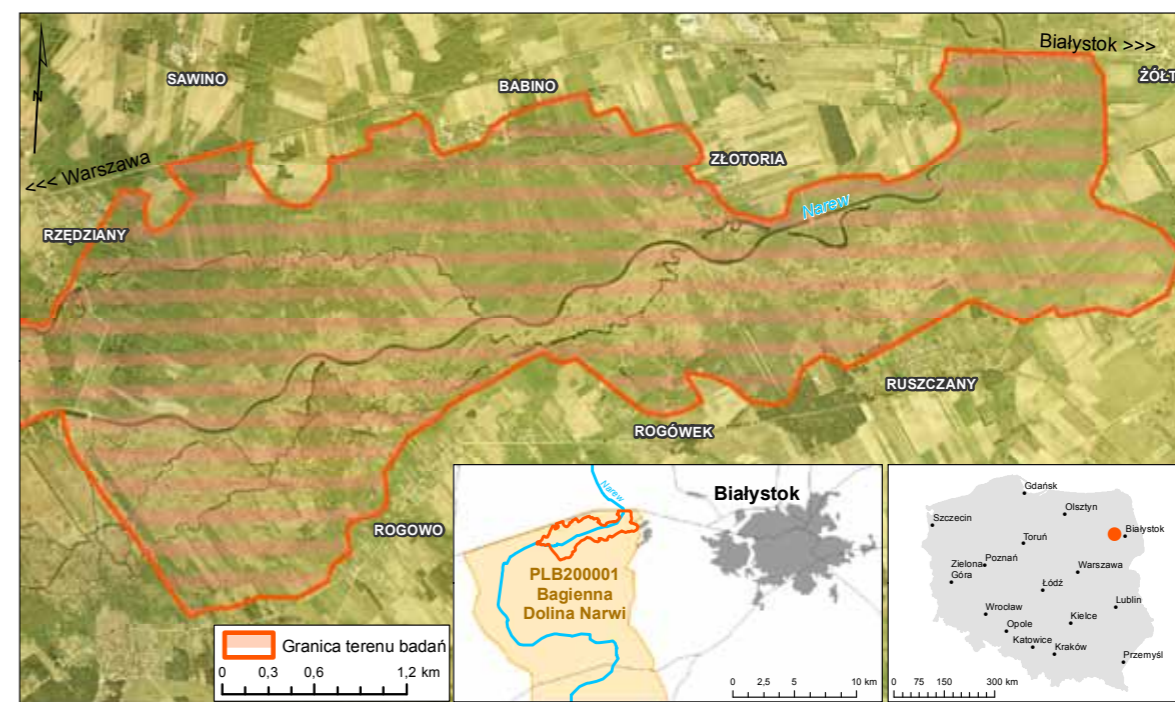 Białystok >>>
SAWINO
ŻÓŁT
BABINO
N
<<< Warszawa
ZŁOTORIA
Narew
RZĘDZIANY
RUSZCZANY
ROGÓWEK
ROGOWO
Granica terenu badań
0 0,3 0,6 1,2 km
Narew
Białystok
PLB200001
Bagienna
Dolina Narwi
0 2,5 5 10 km
Gdańsk
Olsztyn
Szczecin
Białystok
Toruń
Poznań
Zielona
Góra
Warszawa
Łódź
Lublin
Wrocław
Kielce
Opole
Katowice
Kraków
Przemyśl
0 75 150 300 km